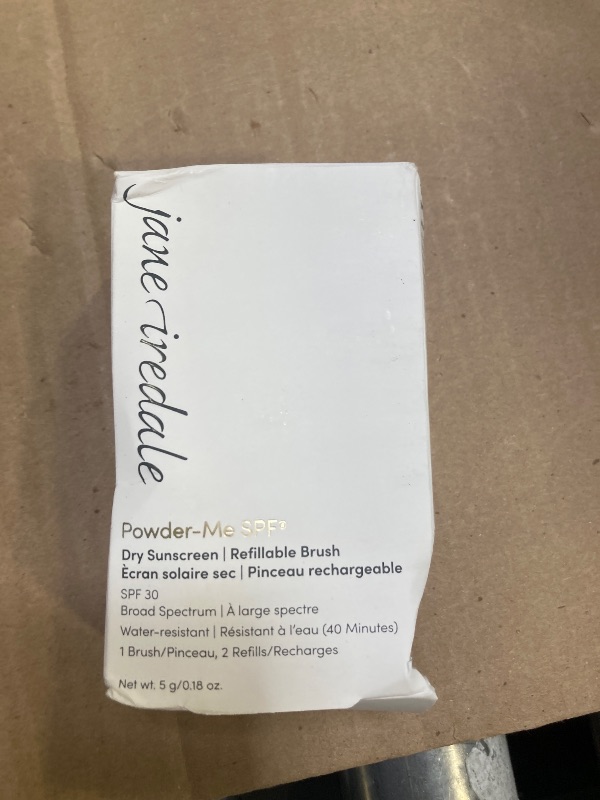 jane iredale
Powder-Me SPF®
Dry Sunscreen | Refillable Brush
Ècran solaire sec | Pinceau rechargeable
SPF 30
Broad Spectrum | À large spectre
Water-resistant | Résistant à l'eau (40 Minutes)
1 Brush/Pinceau, 2 Refills/Recharges
Net wt. 5 g/0.18 oz.